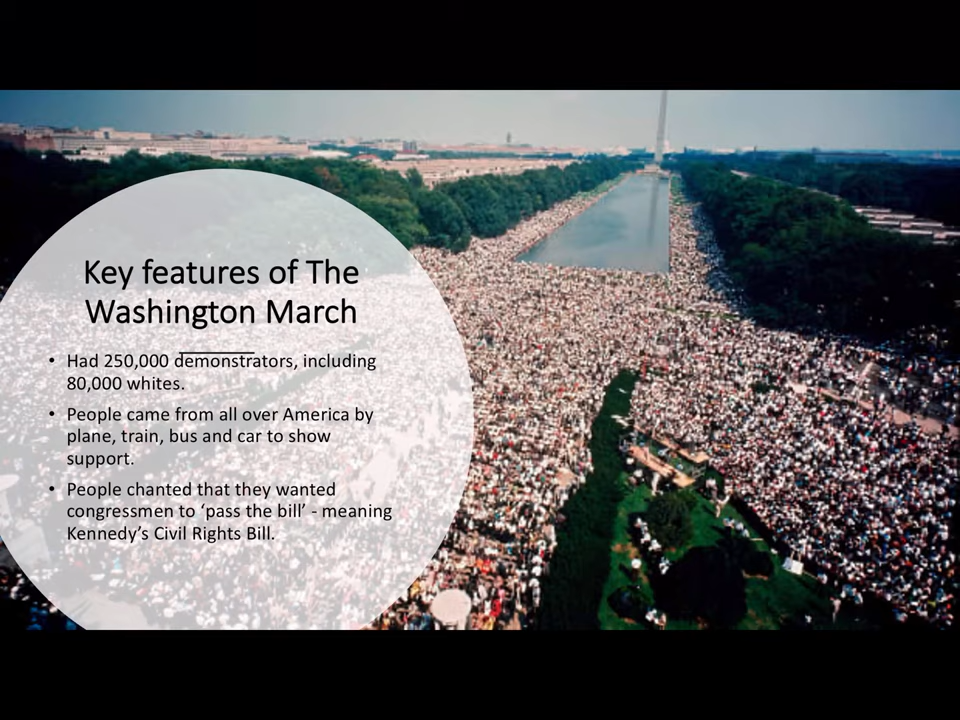 Key features of The
Washington March
• Had 250,000 demonstrators, including
80,000 whites.
• People came from all over America by
plane, train, bus and car to show
support.
• People chanted that they wanted
congressmen to ‘pass the bill’ - meaning
Kennedy’s Civil Rights Bill.